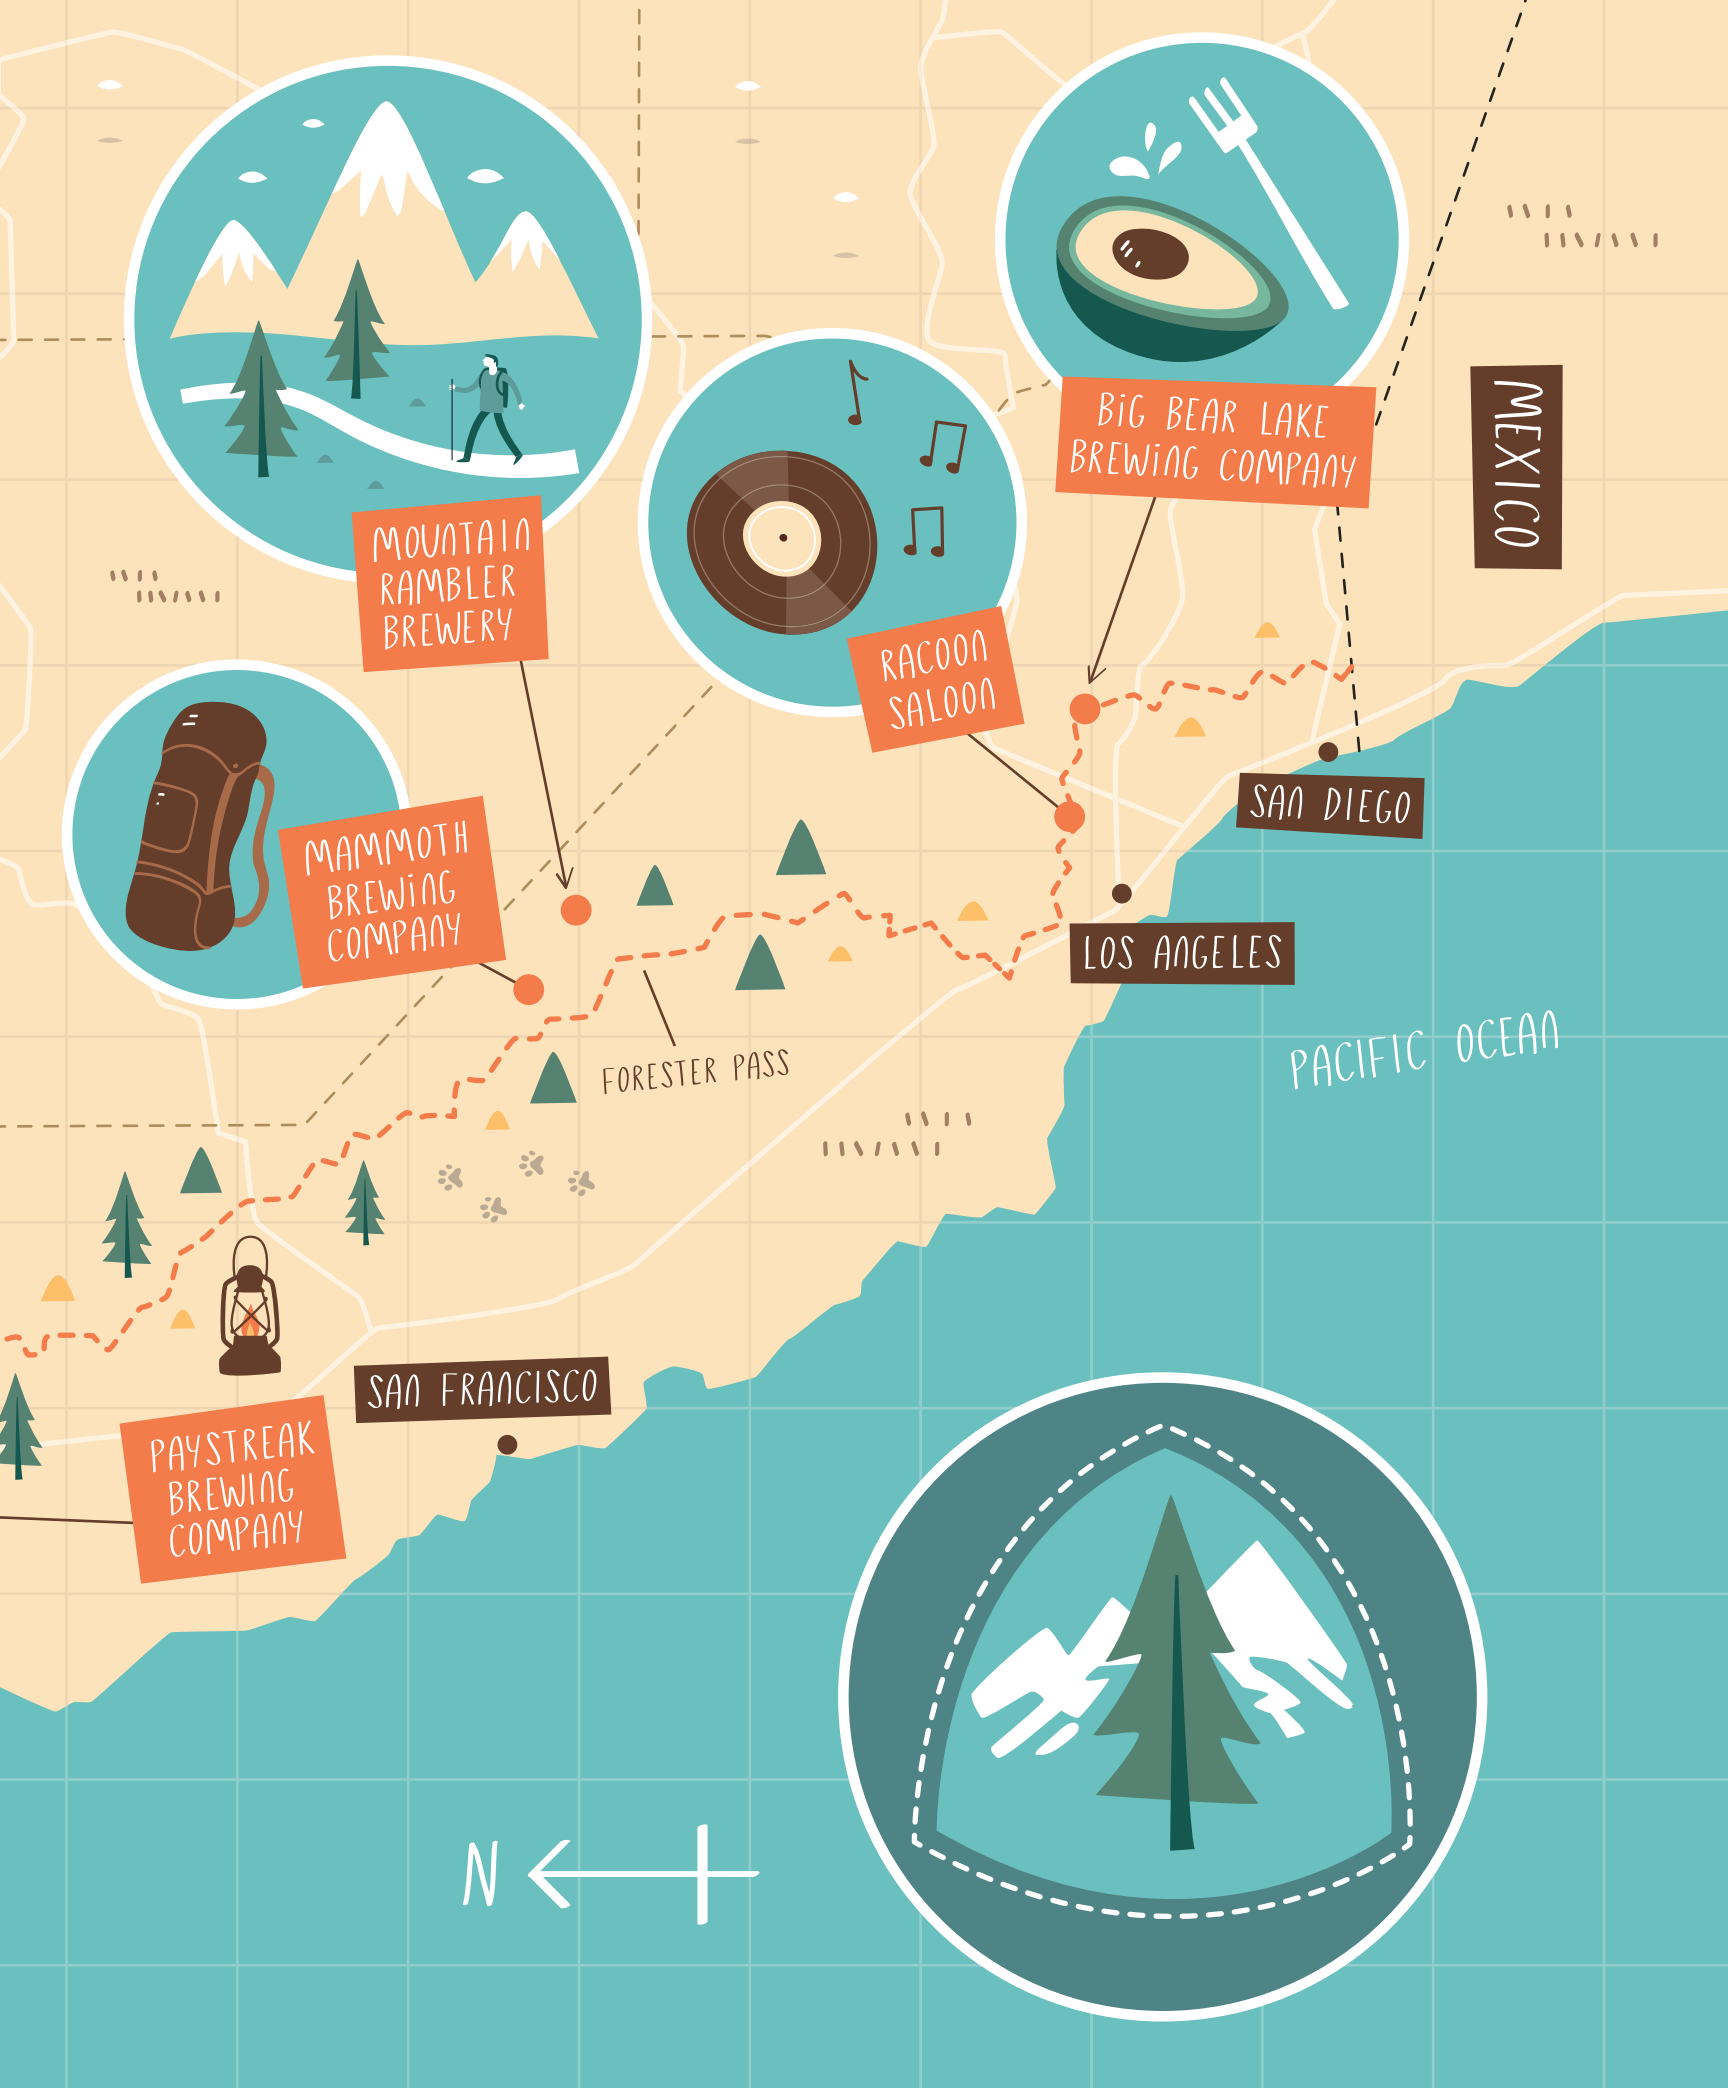 BiG BEAR LAKE
BREWiNG COMPANY
MEXICO
MOUNTAIN
RAMBLER
BREWERY
RACOON
SALOON
SAN DIEGO
MAMMOTH
BREWiNG
COMPANY
LOS ANGELES
PACIFIC OCEAN
FORESTER PASS
SAN FRANCISCO
PAYSTREAK
BREWING
COMPANY
N